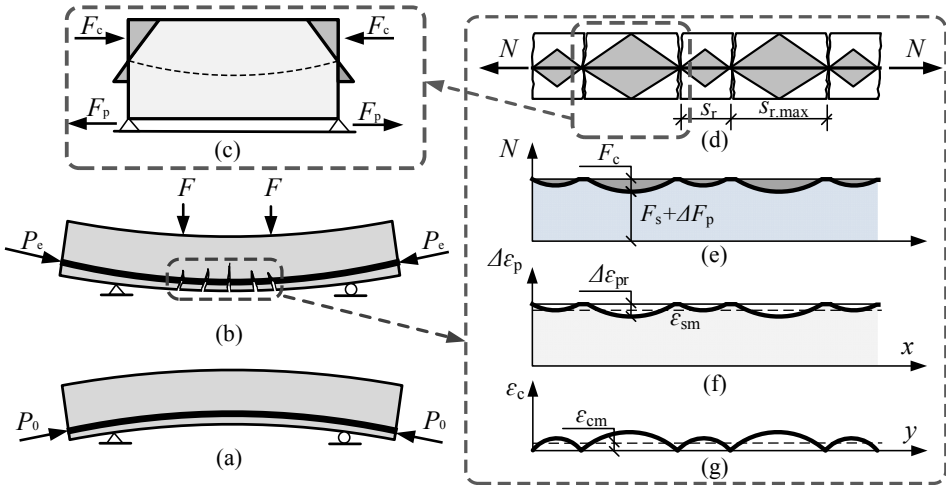 F_c F_c
F_p F_p
(c)
F F
P_e P_e
(b)
P_0 P_0
(a)
N N
s_r s_r.max
(d)
N F_c
F_s+ΔF_p
(e)
Δε_p Δε_pr
ε_sm
x
(f)
ε_c ε_cm
y
(g)